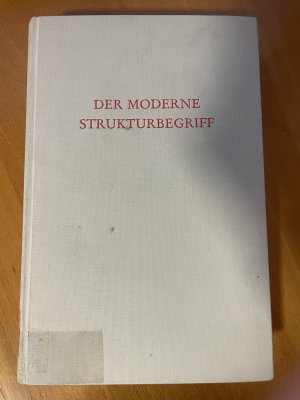 DER MODERNE
STRUKTURBEGRIFF